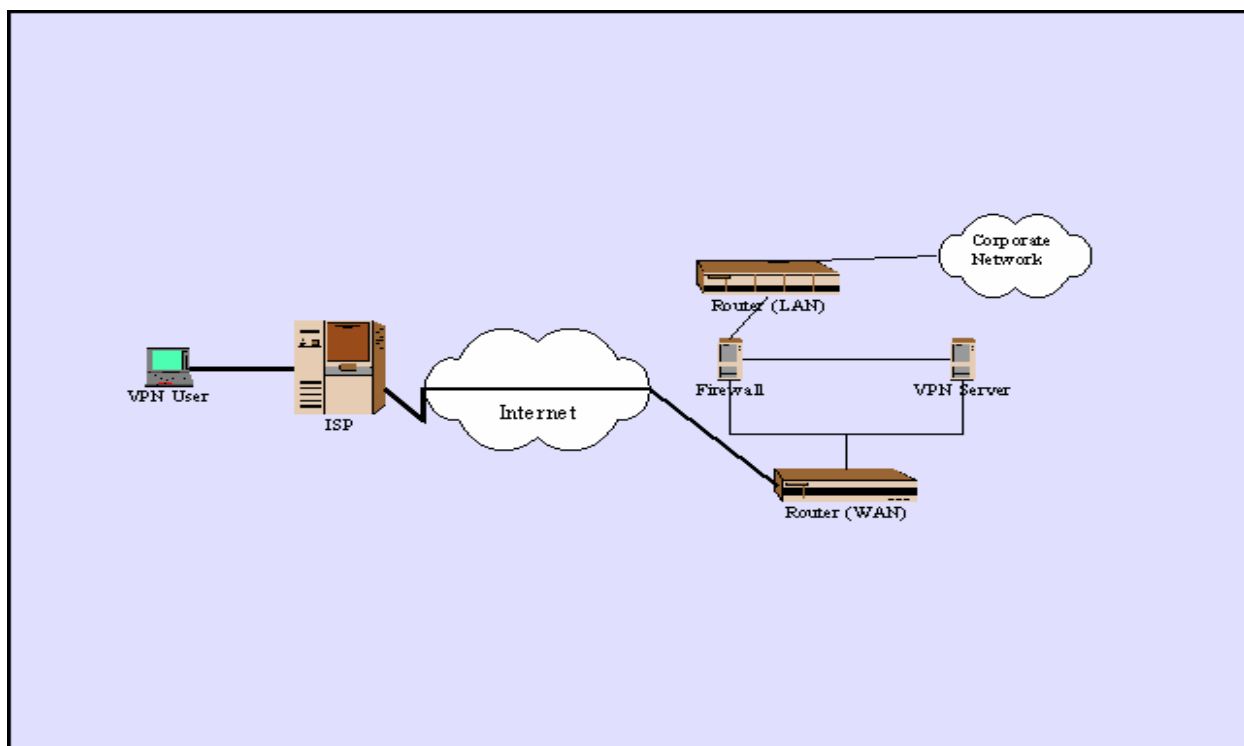 Corporate
Network
Router (LAN)
VPN User
ISP
Internet
Firewall
VPN Server
Router (WAN)